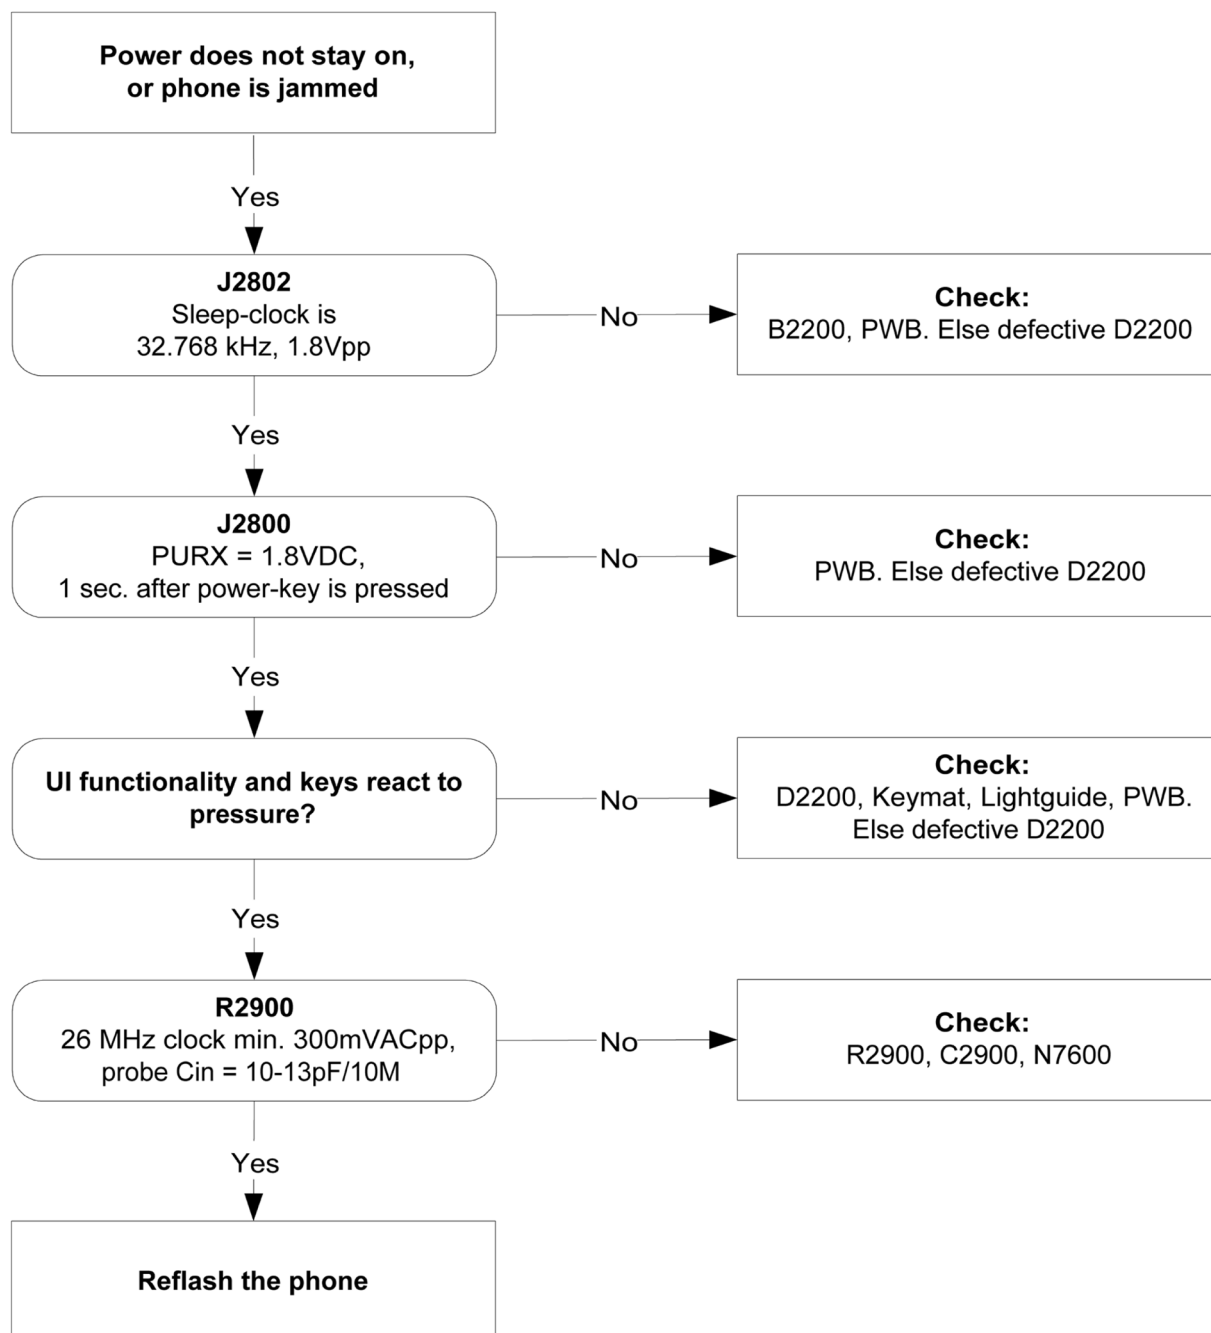 Power does not stay on,
or phone is jammed
Yes
J2802
Sleep-clock is
32.768 kHz, 1.8Vpp
No
Check:
B2200, PWB. Else defective D2200
Yes
J2800
PURX = 1.8VDC,
1 sec. after power-key is pressed
No
Check:
PWB. Else defective D2200
Yes
UI functionality and keys react to
pressure?
No
Check:
D2200, Keymat, Lightguide, PWB.
Else defective D2200
Yes
R2900
26 MHz clock min. 300mVACpp,
probe Cin = 10-13pF/10M
No
Check:
R2900, C2900, N7600
Yes
Reflash the phone